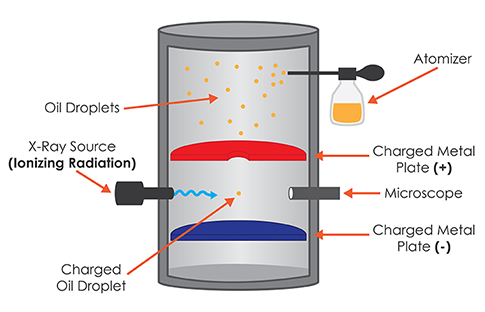 Atomizer
Oil Droplets
X-Ray Source
(Ionizing Radiation)
Charged Metal
Plate (+)
Microscope
Charged Metal
Plate (-)
Charged
Oil Droplet